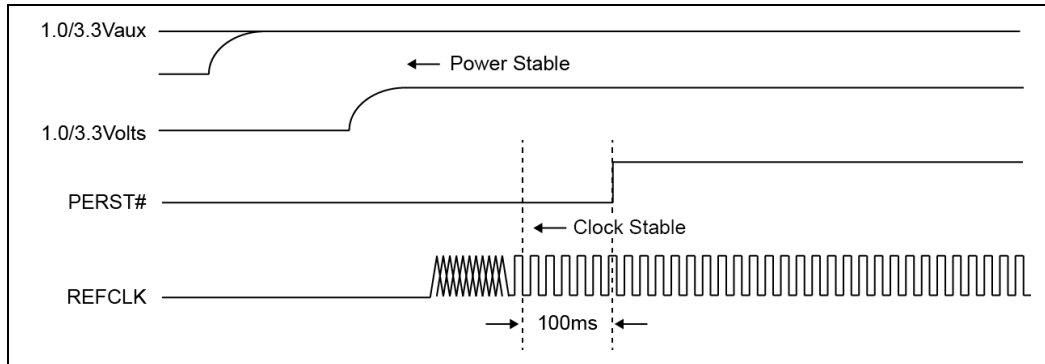 1.0/3.3Vaux
Power Stable
1.0/3.3Volts
PERST#
Clock Stable
REFCLK
100ms